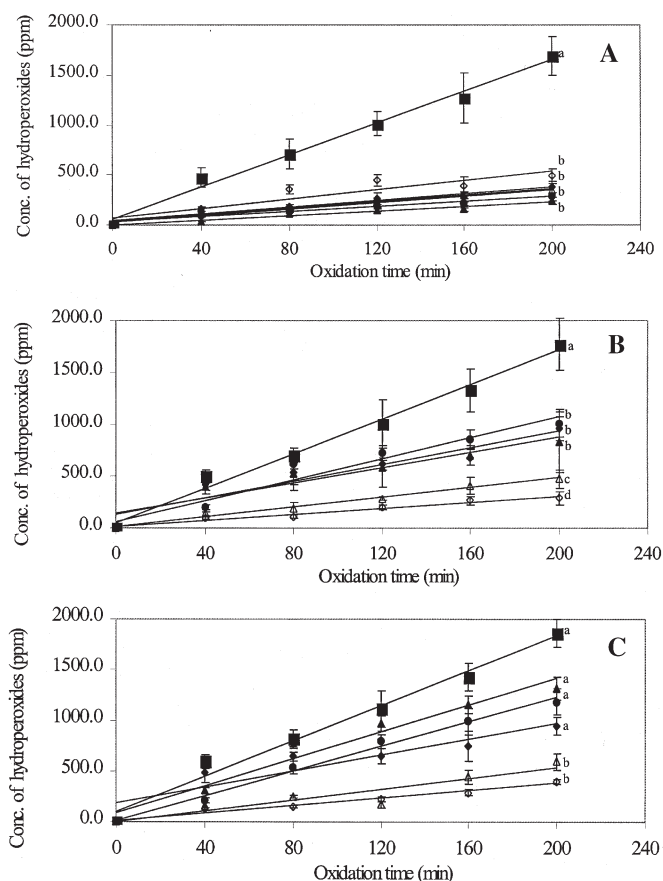 A
Conc. of hydroperoxides (ppm)
2000.0
1500.0
1000.0
500.0
0.0
a
b
b
b
b
0 40 80 120 160 200 240
Oxidation time (min)
B
Conc. of hydroperoxides (ppm)
2000.0
1500.0
1000.0
500.0
0.0
a
b
b
b
c
d
0 40 80 120 160 200 240
Oxidation time (min)
C
Conc. of hydroperoxides (ppm)
2000.0
1500.0
1000.0
500.0
0.0
a
a
a
a
b
b
0 40 80 120 160 200 240
Oxidation time (min)